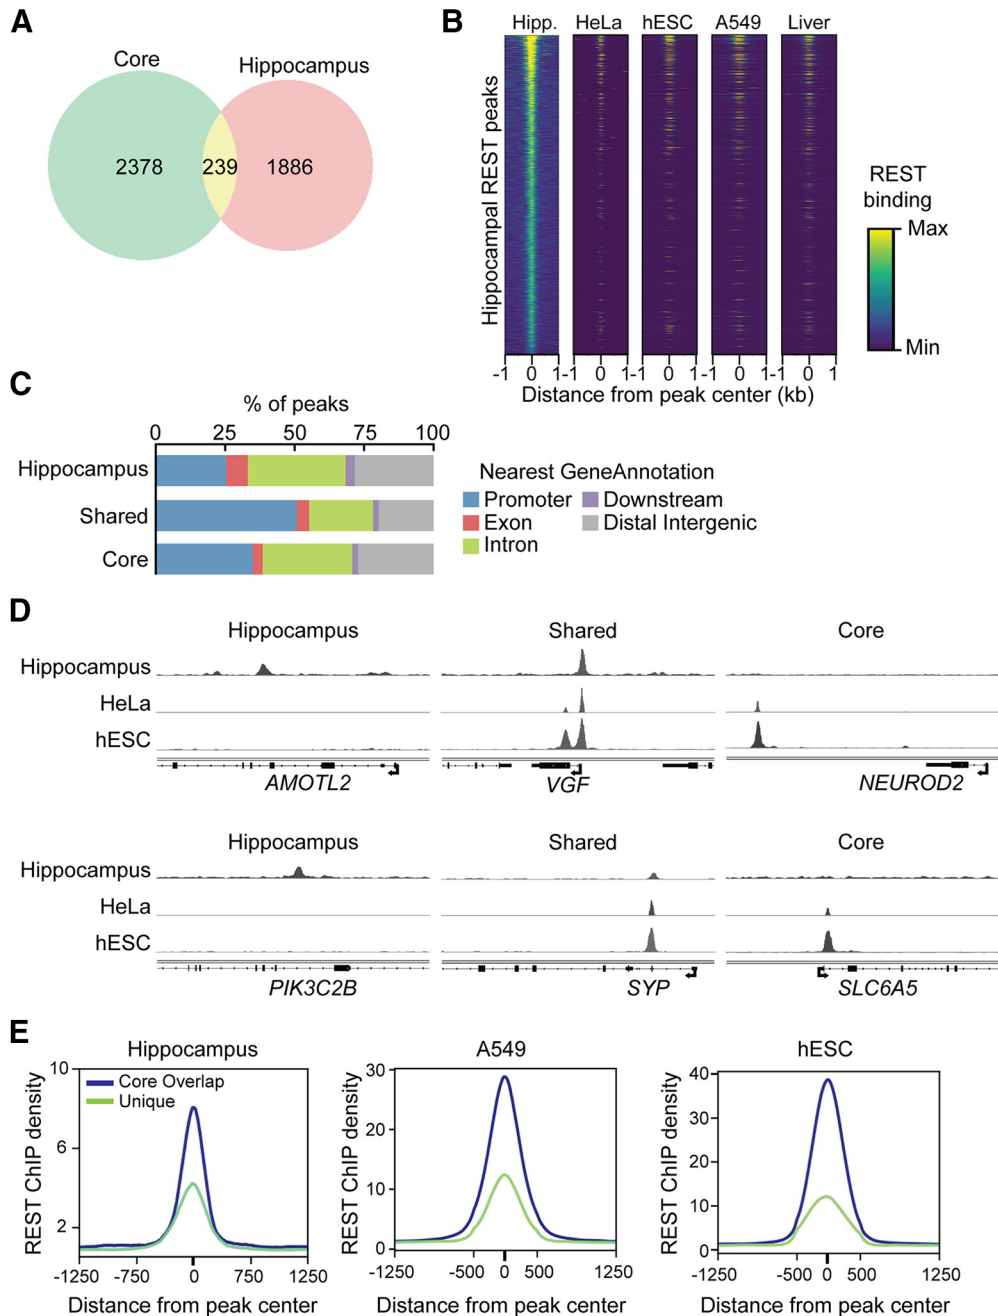 A
Core
Hippocampus
2378
239
1886
B
Hipp.
HeLa
hESC
A549
Liver
Hippocampal REST peaks
-1 0 1
-1 0 1
-1 0 1
-1 0 1
-1 0 1
Distance from peak center (kb)
REST
binding
Max
Min
C
% of peaks
0 25 50 75 100
Hippocampus
Shared
Core
Nearest GeneAnnotation
Promoter
Exon
Intron
Downstream
Distal Intergenic
D
Hippocampus
Shared
Core
Hippocampus
HeLa
hESC
AMOTL2
VGF
NEUROD2
Hippocampus
Shared
Core
Hippocampus
HeLa
hESC
PIK3C2B
SYP
SLC6A5
E
Hippocampus
REST ChIP density
10
6
2
Core Overlap
Unique
-1250 -750 0 750 1250
Distance from peak center
A549
REST ChIP density
30
20
10
0
-1250 -500 0 500 1250
Distance from peak center
hESC
REST ChIP density
40
30
20
10
0
-1250 -500 0 500 1250
Distance from peak center